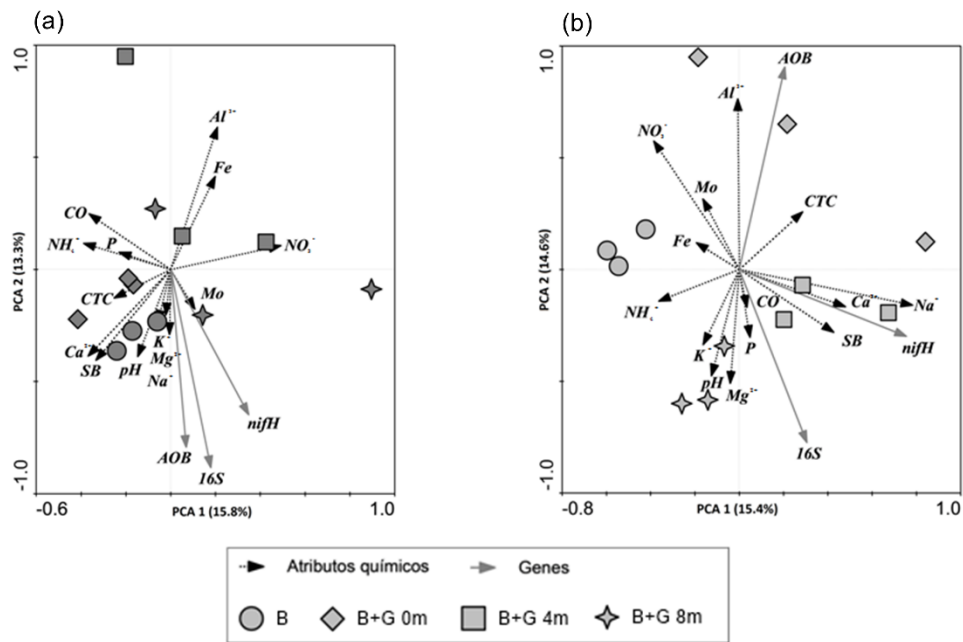 (a)
(b)
1.0
Al³⁺
Fe
CO
NH₄⁻
P
NO₃⁻
CTC
Mo
Ca²⁻
SB
pH
K⁻
Mg²⁻
Na⁻
nifH
AOB
16S
PCA 2 (13.3%)
-1.0
-0.6
PCA 1 (15.8%)
1.0
1.0
AOB
Al³⁻
NO₃⁻
Mo
CTC
Fe
NH₄⁻
CO
Ca²⁻
Na⁻
SB
nifH
K⁻
P
pH
Mg²⁻
16S
PCA 2 (14.6%)
-1.0
-0.8
PCA 1 (15.4%)
1.0
Atributos químicos
Genes
B
B+G 0m
B+G 4m
B+G 8m